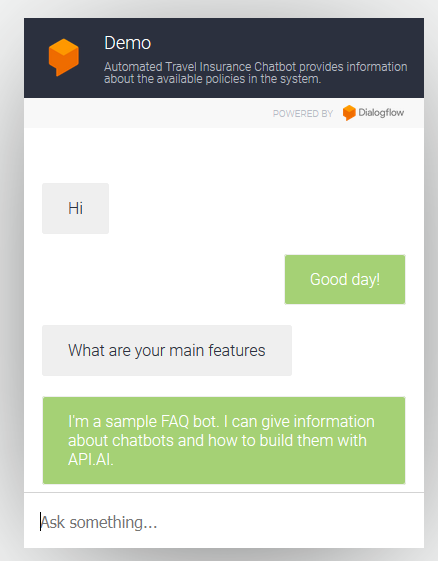 Demo
Automated Travel Insurance Chatbot provides information
about the available policies in the system.
POWERED BY Dialogflow
Hi
Good day!
What are your main features
I'm a sample FAQ bot. I can give information
about chatbots and how to build them with
API.AI.
Ask something...